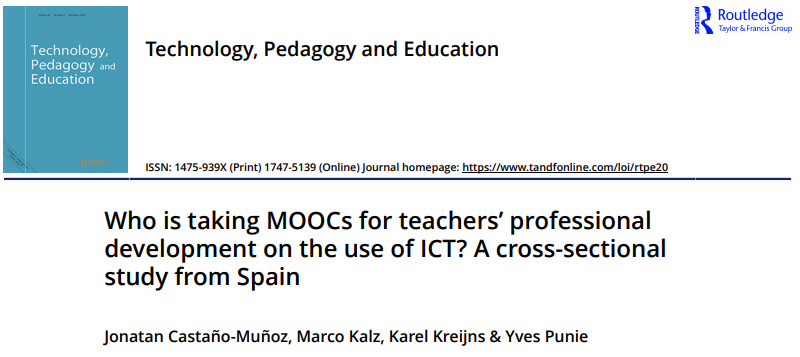 Technology,
Pedagogy and
Education
ROUTLEDGE
Routledge
Taylor & Francis Group
Technology, Pedagogy and Education
ISSN: 1475-939X (Print) 1747-5139 (Online) Journal homepage: https://www.tandfonline.com/loi/rtpe20
Who is taking MOOCs for teachers’ professional
development on the use of ICT? A cross-sectional
study from Spain
Jonatan Castaño-Muñoz, Marco Kalz, Karel Kreijns & Yves Punie